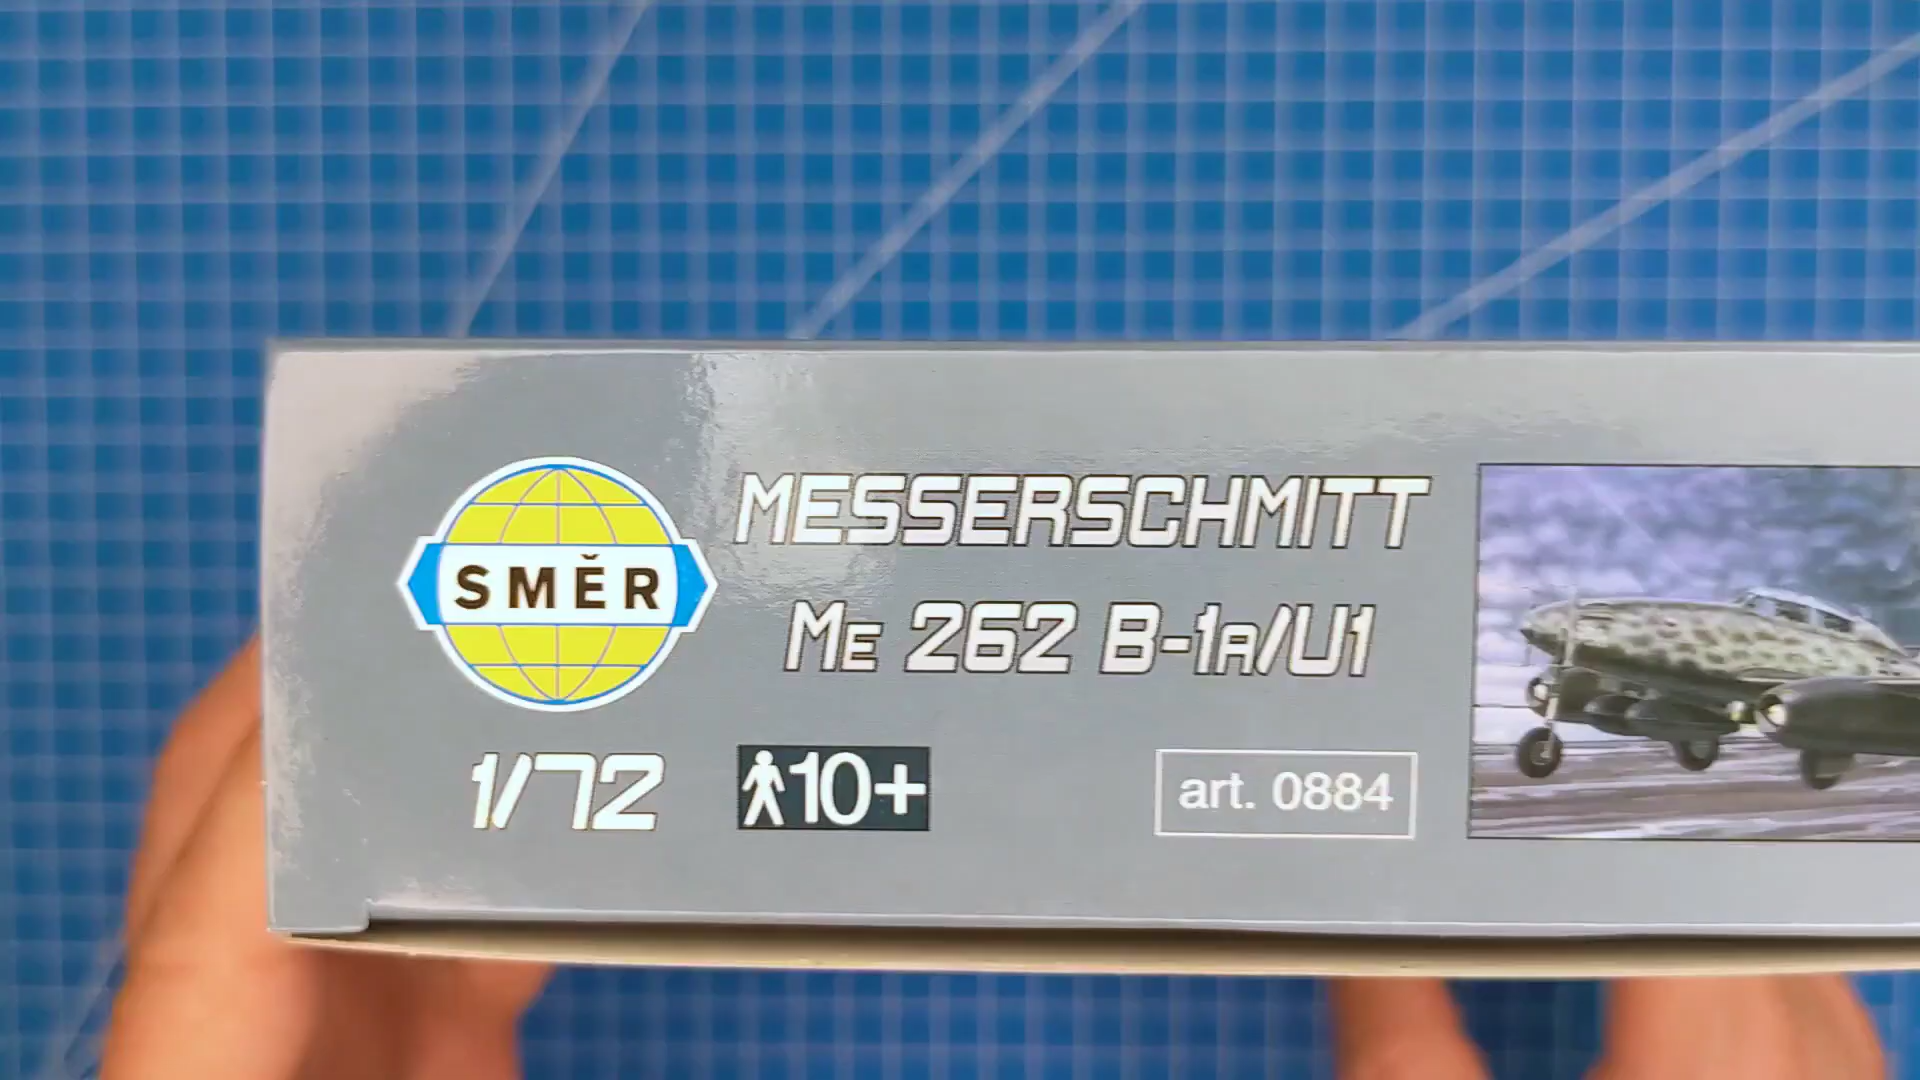 SMĚR
MESSERSCHMITT
ME 262 B-1A/U1
1/72
10+
art. 0884